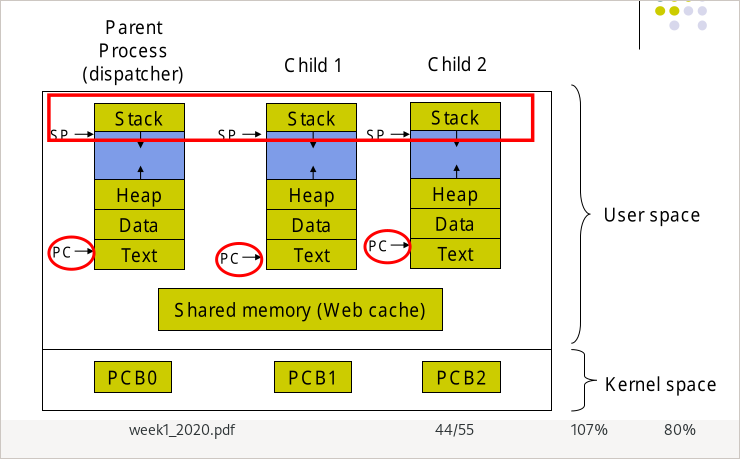 Parent
Process
(dispatcher)
Child 1
Child 2
Stack
Stack
Stack
SP
SP
SP
Heap
Heap
Heap
Data
Data
Data
PC
Text
PC
Text
PC
Text
User space
Shared memory (Web cache)
PCB0
PCB1
PCB2
Kernel space
week1_2020.pdf
44/55
107%
80%